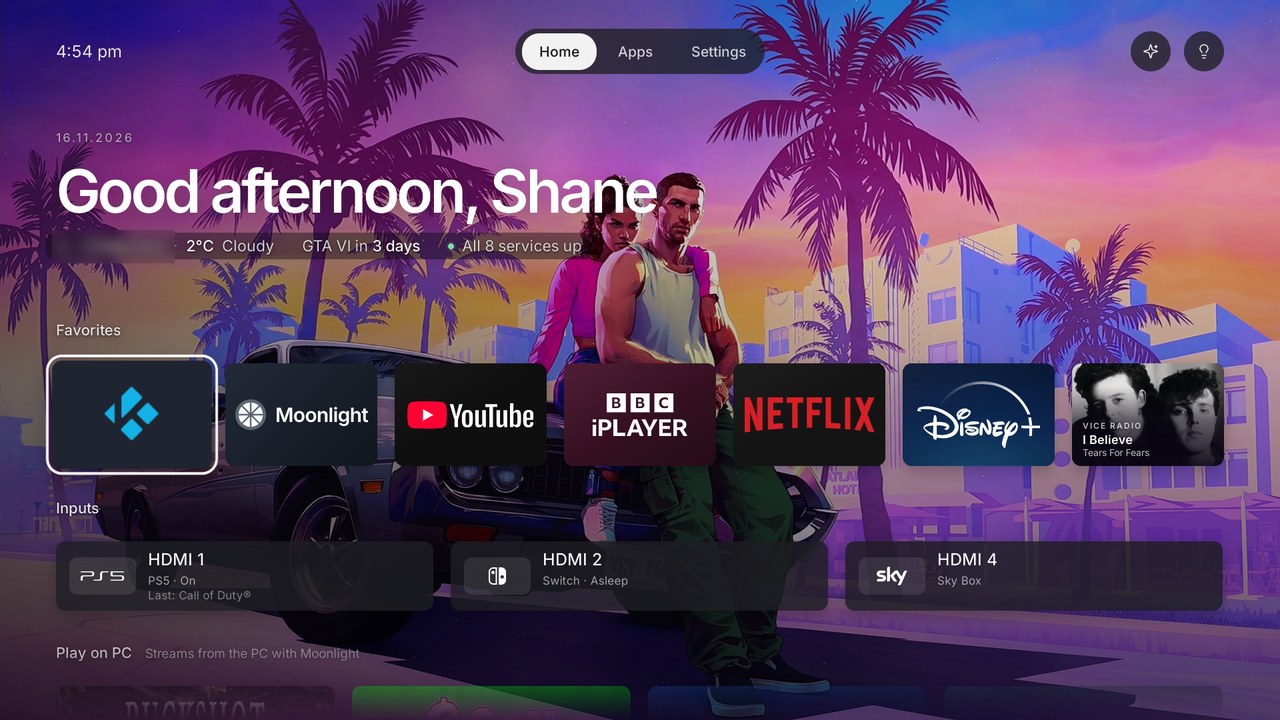 4:54 pm
Home
Apps
Settings
16.11.2026
Good afternoon, Shane
2°C Cloudy
GTA VI in 3 days
All 8 services up
Favorites
Moonlight
YouTube
BBC
iPLAYER
NETFLIX
Disney+
VICE RADIO
I Believe
Tears For Fears
Inputs
PS5
HDMI 1
PS5 · On
Last: Call of Duty®
HDMI 2
Switch · Asleep
sky
HDMI 4
Sky Box
Play on PC
Streams from the PC with Moonlight
BUCKSHOT